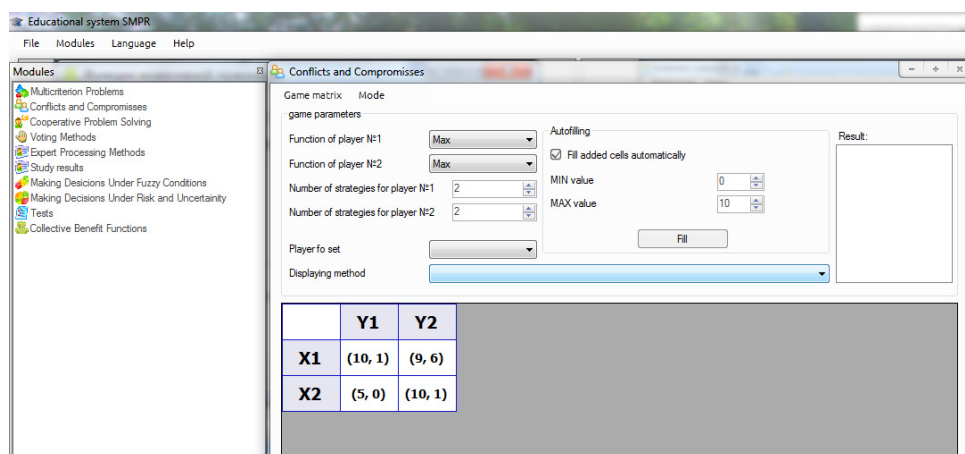 Educational system SMPR
File Modules Language Help
Modules
Multicriterion Problems
Conflicts and Compromises
Cooperative Problem Solving
Voting Methods
Expert Processing Methods
Study results
Making Desicions Under Fuzzy Conditions
Making Decisions Under Risk and Uncertainity
Tests
Collective Benefit Functions
Conflicts and Compromisses
Game matrix Mode
game parameters
Function of player №1 Max
Function of player №2 Max
Number of strategies for player №1 2
Number of strategies for player №2 2
Player fo set
Displaying method
Autofilling
Fill added cells automatically
MIN value 0
MAX value 10
Fill
Result:
Y1 Y2
X1 (10, 1) (9, 6)
X2 (5, 0) (10, 1)